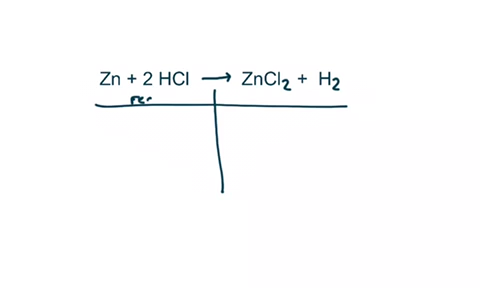 Zn + 2 HCl → ZnCl₂ + H₂